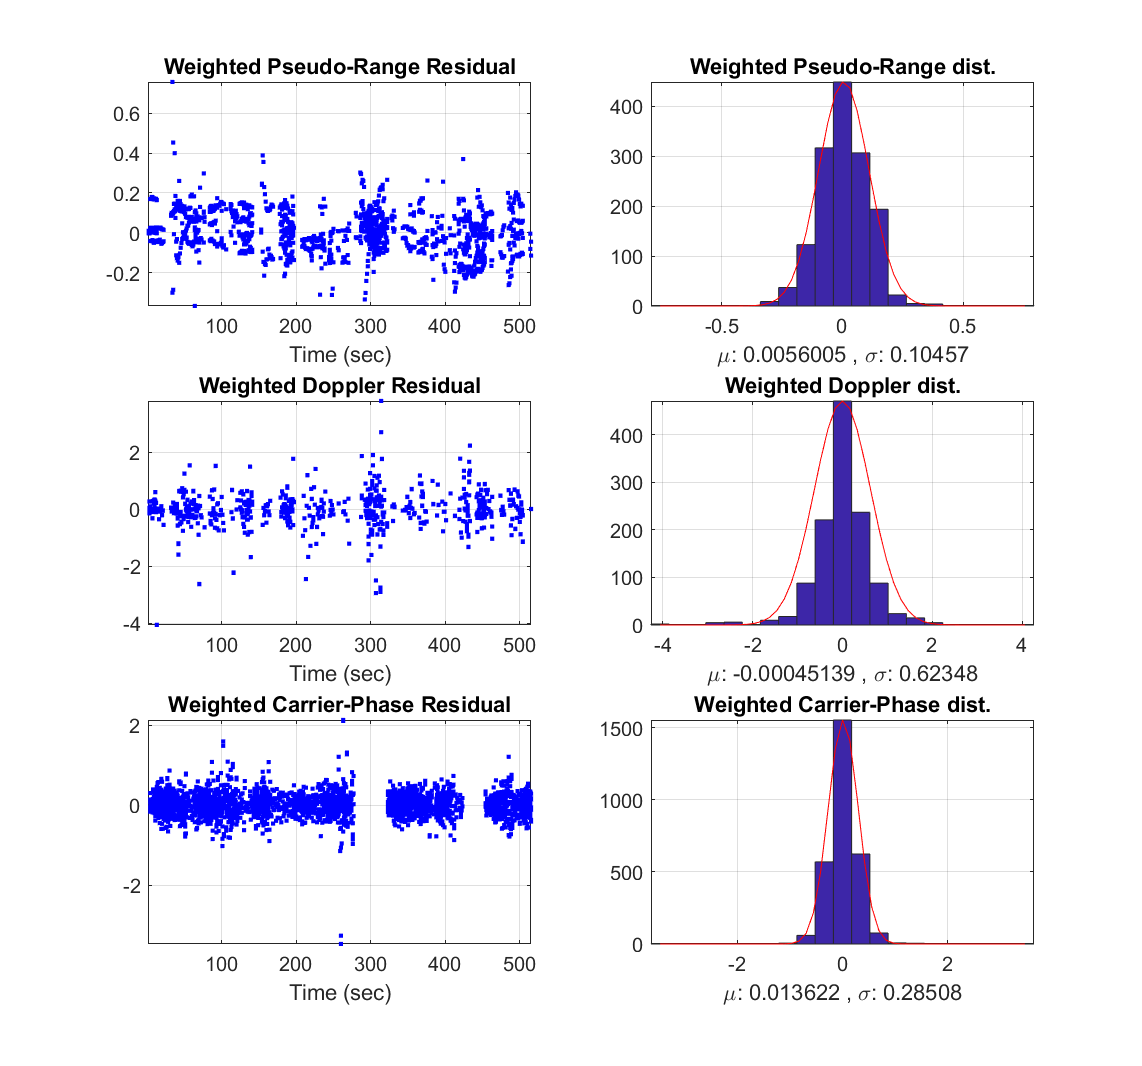 Weighted Pseudo-Range Residual
0.6
0.4
0.2
0
-0.2
100 200 300 400 500
Time (sec)
Weighted Pseudo-Range dist.
400
300
200
100
0
-0.5 0 0.5
μ: 0.0056005 , σ: 0.10457
Weighted Doppler Residual
2
0
-2
-4
100 200 300 400 500
Time (sec)
Weighted Doppler dist.
400
300
200
100
0
-4 -2 0 2 4
μ: -0.00045139 , σ: 0.62348
Weighted Carrier-Phase Residual
2
0
-2
100 200 300 400 500
Time (sec)
Weighted Carrier-Phase dist.
1500
1000
500
0
-2 0 2
μ: 0.013622 , σ: 0.28508